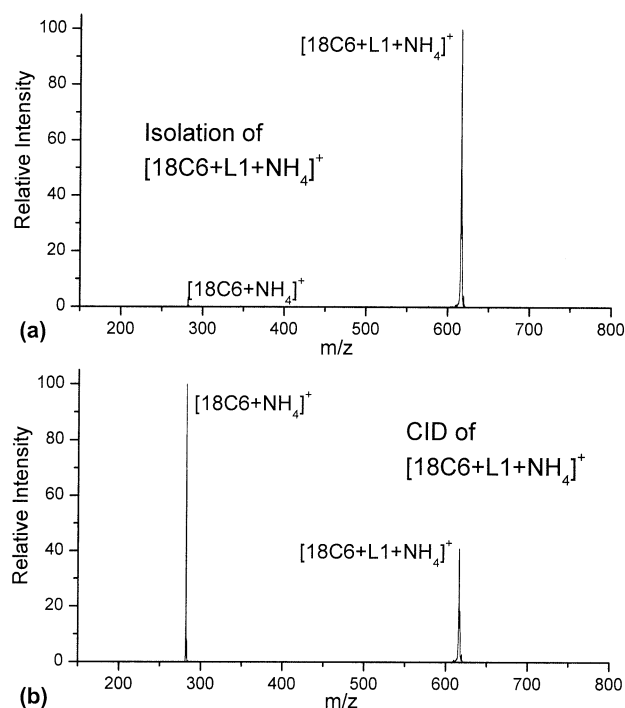 100
[18C6+L1+NH4]+
80
Relative Intensity
60
Isolation of
[18C6+L1+NH4]+
40
20
[18C6+NH4]+
0
200 300 400 500 600 700 800
(a)
m/z
100
[18C6+NH4]+
80
CID of
[18C6+L1+NH4]+
Relative Intensity
60
40
[18C6+L1+NH4]+
20
0
200 300 400 500 600 700 800
(b)
m/z